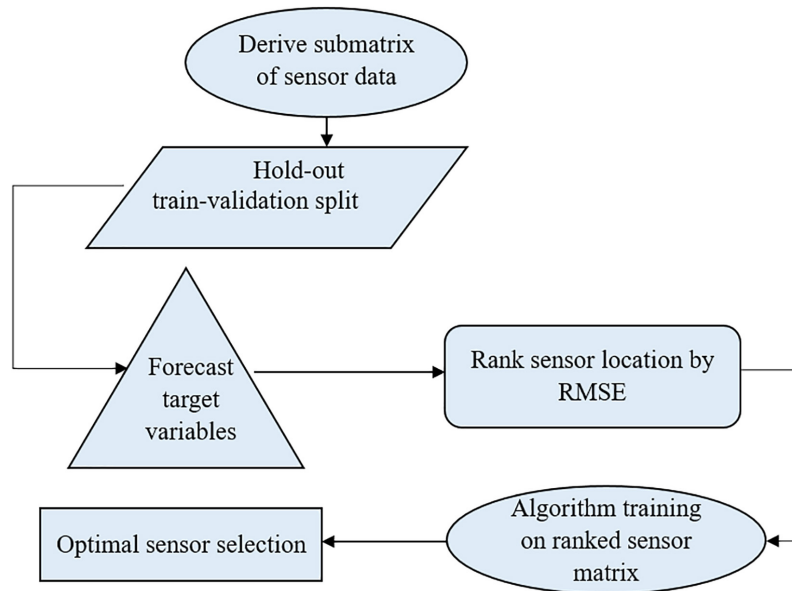 Derive submatrix
of sensor data
Hold-out
train-validation split
Forecast
target
variables
Rank sensor location by
RMSE
Algorithm training
on ranked sensor
matrix
Optimal sensor selection